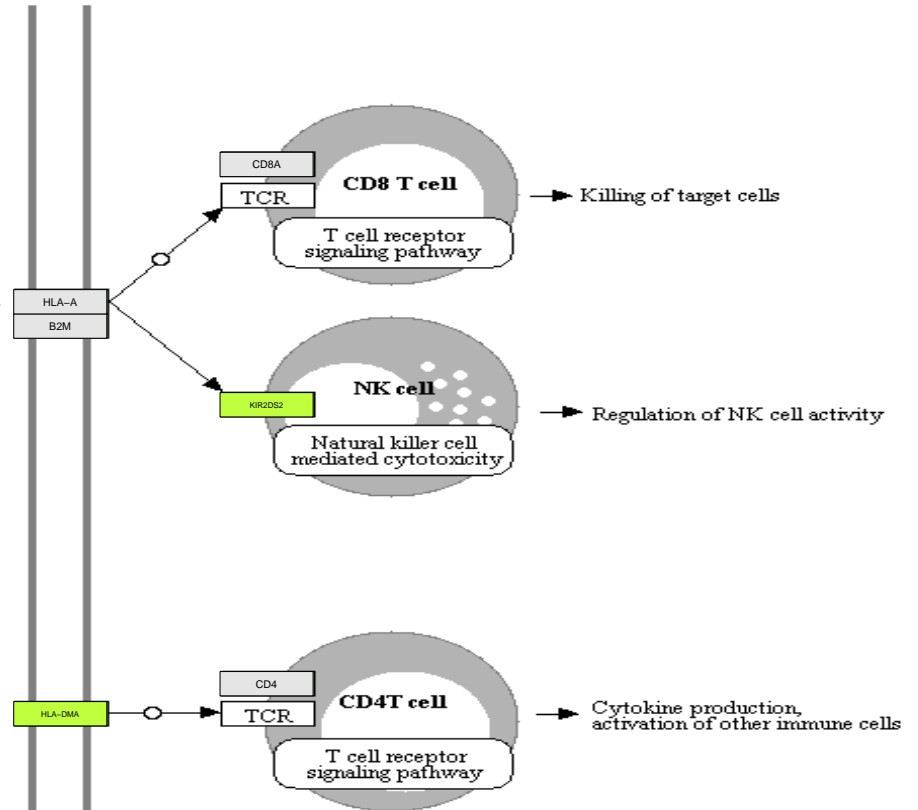 CD8A
TCR
CD8 T cell
T cell receptor
signaling pathway
Killing of target cells
HLA-A
B2M
KIR2DS2
NK cell
Natural killer cell
mediated cytotoxicity
Regulation of NK cell activity
HLA-DMA
CD4
TCR
CD4T cell
T cell receptor
signaling pathway
Cytokine production,
activation of other immune cells